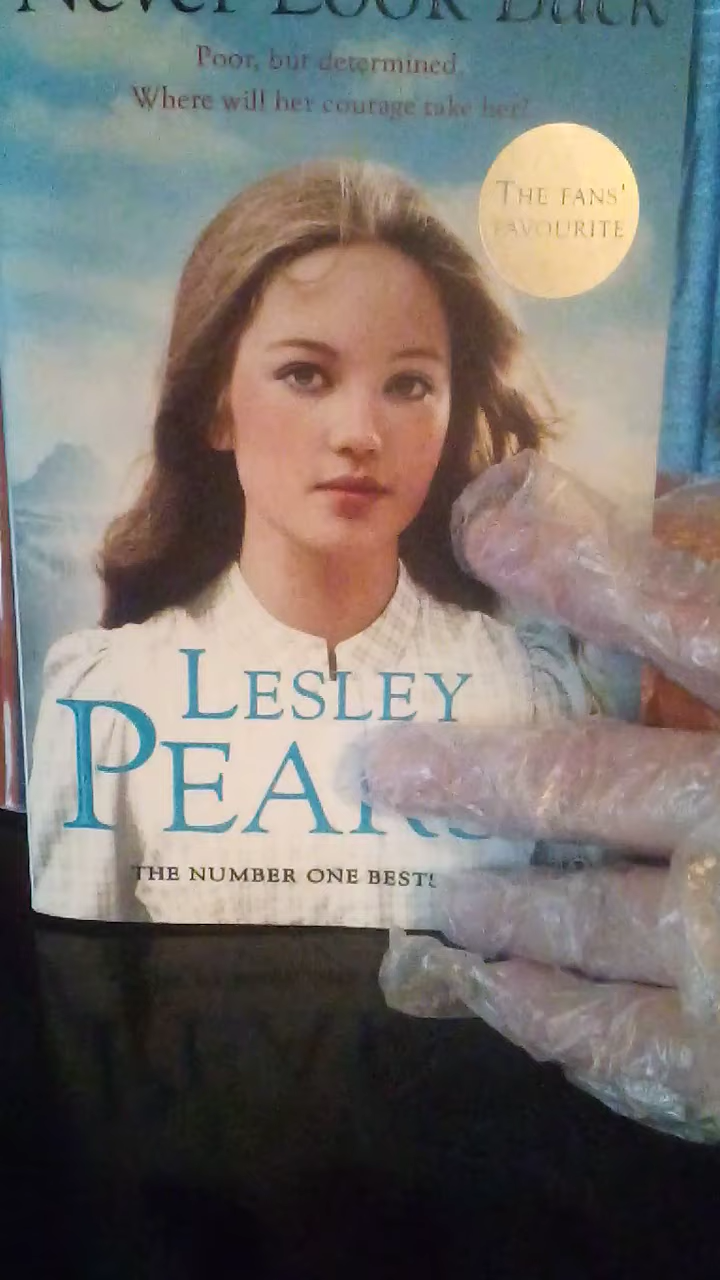 Never Look Back
Poor, but determined.
Where will her courage take her?
THE FANS'
FAVOURITE
LESLEY
PEAR
THE NUMBER ONE BEST